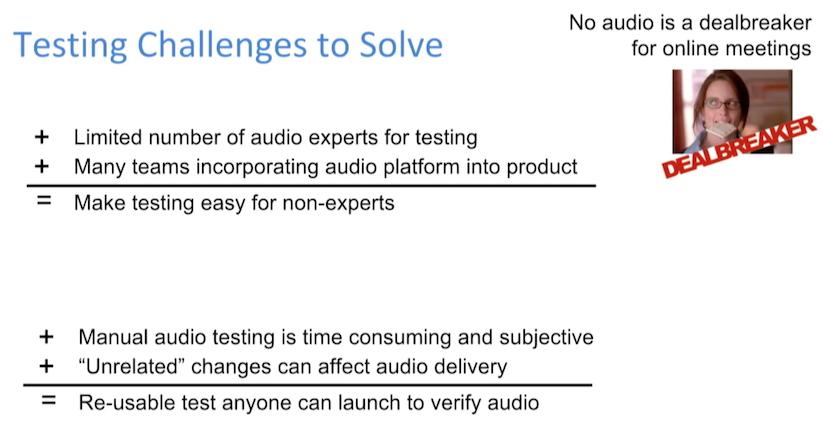 Testing Challenges to Solve
No audio is a dealbreaker
for online meetings
DEALBREAKER
+ Limited number of audio experts for testing
+ Many teams incorporating audio platform into product
= Make testing easy for non-experts
+ Manual audio testing is time consuming and subjective
+ “Unrelated” changes can affect audio delivery
= Re-usable test anyone can launch to verify audio